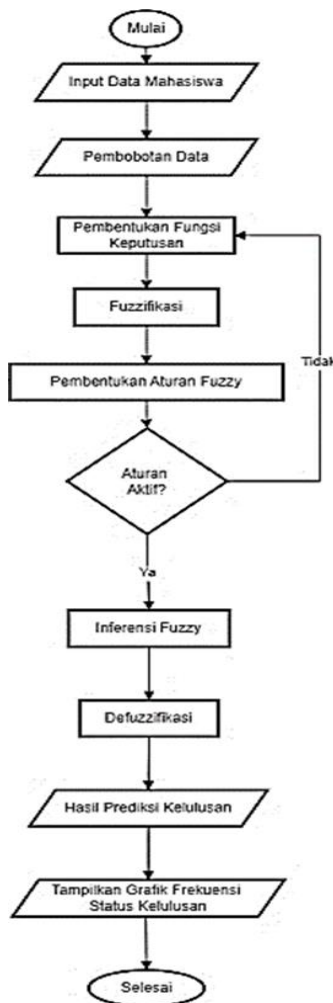 Mulai
Input Data Mahasiswa
Pembobotan Data
Pembentukan Fungsi
Keputusan
Fuzzifikasi
Pembentukan Aturan Fuzzy
Tidak
Aturan
Aktif?
Ya
Inferensi Fuzzy
Defuzzifikasi
Hasil Prediksi Kelulusan
Tampilkan Grafik Frekuensi
Status Kelulusan
Selesai